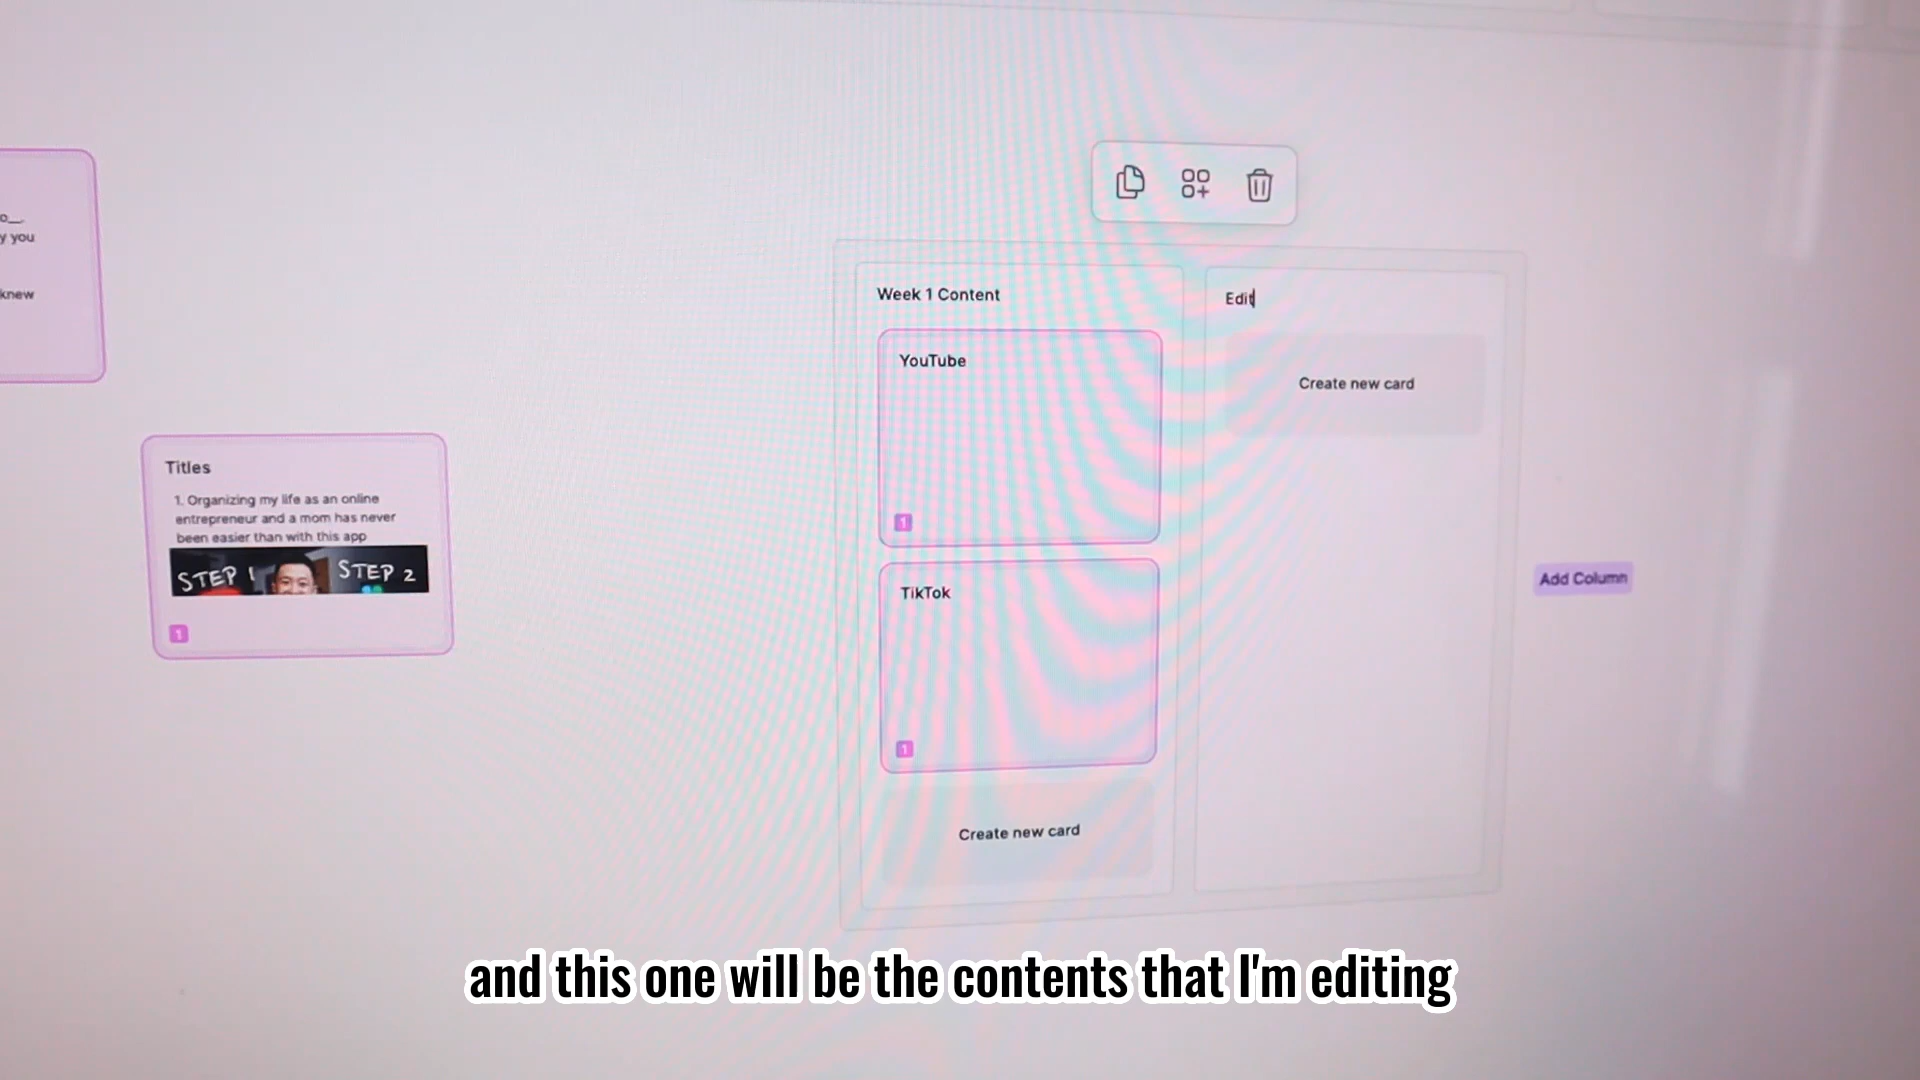 y you
knew
Titles
1. Organizing my life as an online
entrepreneur and a mom has never
been easier than with this app
STEP 1
STEP 2
1
Week 1 Content
YouTube
1
TikTok
1
Create new card
Edit
Create new card
Add Column
and this one will be the contents that I'm editing